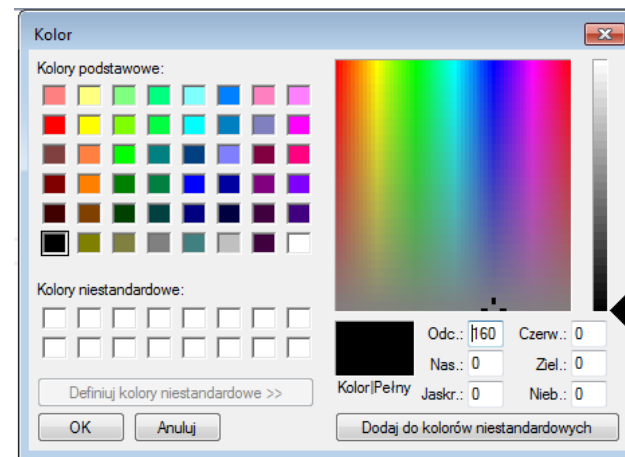 Kolor
Kolory podstawowe:
Kolory niestandardowe:
Definiuj kolory niestandardowe >>
OK Anuluj
Kolor|Pełny
Odc.: 160 Czerw.: 0
Nas.: 0 Ziel.: 0
Jaskr.: 0 Nieb.: 0
Dodaj do kolorów niestandardowych